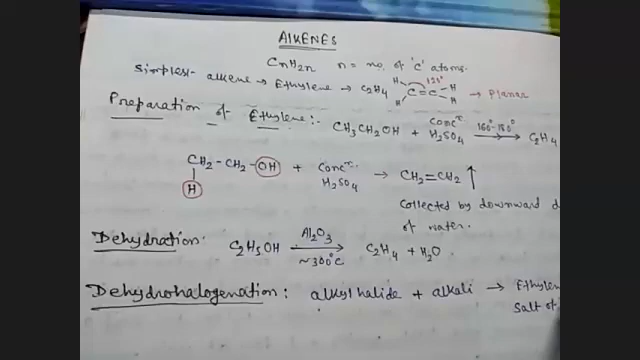 ALKENES
CnH2n n = no. of 'C' atoms.
Simplest- alkene → Ethylene → C2H4 H H C=C H H 121° → Planar
Preparation of Ethylene:- CH3CH2OH + Conc. H2SO4 160°-180° → C2H4
CH2-CH2-OH + Conc. H2SO4 → CH2=CH2 ↑
H
Collected by downward
of water.
Dehydration: C2H5OH Al2O3 → ~300°C C2H4 + H2O
Dehydrohalogenation: alkyl halide + alkali → Ethylen
Salt of